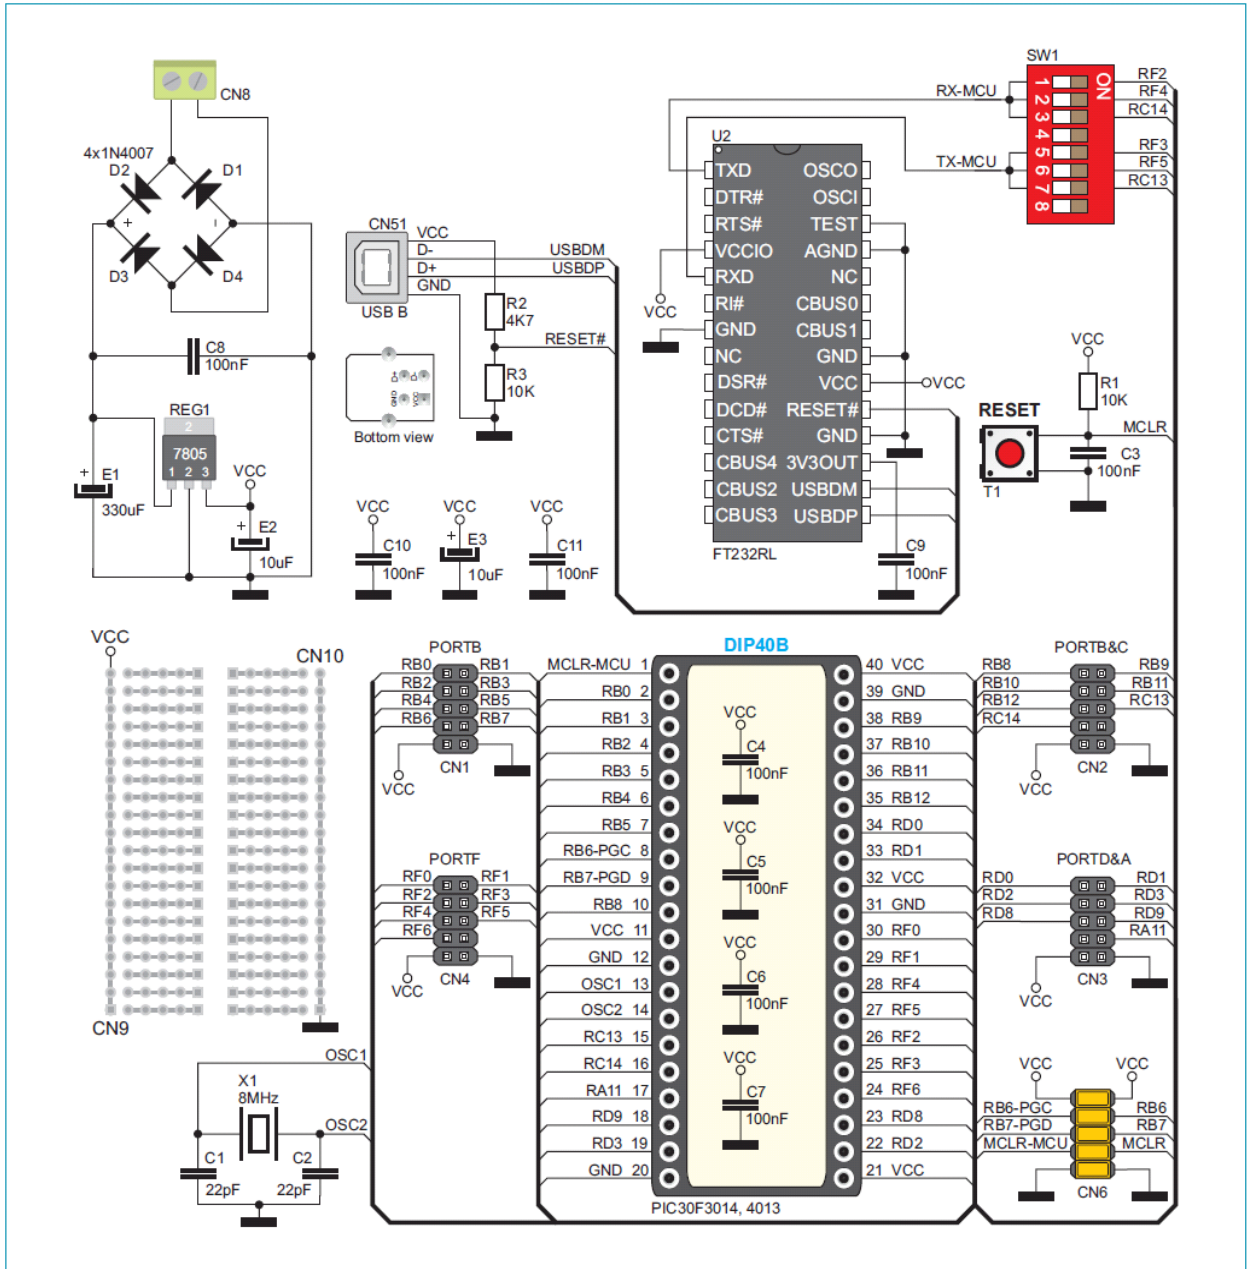 CN8
4x1N4007
D2
D1
+
-
D3
D4
C8
100nF
REG1
2
7805
1 2 3
VCC
+
E1
330uF
+
E2
10uF
CN51
VCC
D-
D+
GND
USB B
USBDM
USBDP
R2
4K7
RESET#
R3
10K
D+
D-
GND
VCC
Bottom view
VCC
C10
100nF
VCC
+
E3
10uF
VCC
C11
100nF
U2
TXD OSCO
DTR# OSCI
RTS# TEST
VCCIO AGND
RXD NC
RI# CBUS0
GND CBUS1
NC GND
DSR# VCC
DCD# RESET#
CTS# GND
CBUS4 3V3OUT
CBUS2 USBDM
CBUS3 USBDP
FT232RL
VCC
VCC
C9
100nF
SW1
ON
1
2
3
4
5
6
7
8
RX-MCU
TX-MCU
RF2
RF4
RC14
RF3
RF5
RC13
VCC
R1
10K
RESET
MCLR
C3
100nF
T1
VCC
CN10
CN9
PORTB
RB0 RB1
RB2 RB3
RB4 RB5
RB6 RB7
VCC
CN1
PORTF
RF0 RF1
RF2 RF3
RF4 RF5
RF6
VCC
CN4
OSC1
X1
8MHz
OSC2
C1
22pF
C2
22pF
DIP40B
MCLR-MCU 1
RB0 2
RB1 3
RB2 4
RB3 5
RB4 6
RB5 7
RB6-PGC 8
RB7-PGD 9
RB8 10
VCC 11
GND 12
OSC1 13
OSC2 14
RC13 15
RC14 16
RA11 17
RD9 18
RD3 19
GND 20
VCC
C4
100nF
VCC
C5
100nF
VCC
C6
100nF
VCC
C7
100nF
40 VCC
39 GND
38 RB9
37 RB10
36 RB11
35 RB12
34 RD0
33 RD1
32 VCC
31 GND
30 RF0
29 RF1
28 RF4
27 RF5
26 RF2
25 RF3
24 RF6
23 RD8
22 RD2
21 VCC
PIC30F3014, 4013
PORTB&C
RB8 RB9
RB10 RB11
RB12 RC13
RC14
VCC
CN2
PORTD&A
RD0 RD1
RD2 RD3
RD8 RD9
RA11
VCC
CN3
VCC VCC
RB6-PGC RB6
RB7-PGD RB7
MCLR-MCU MCLR
CN6